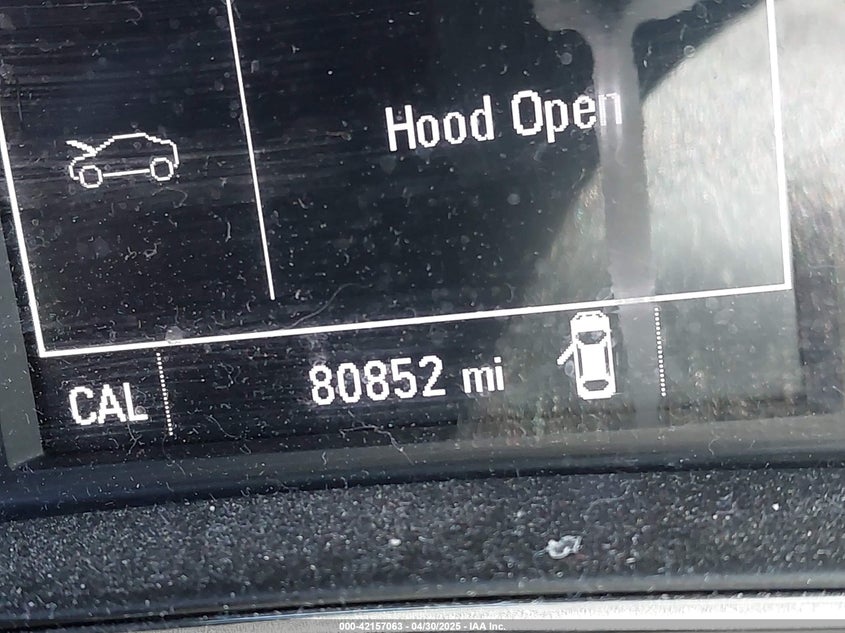 Hood Open
CAL 80852 mi
000-42157063 - 04/30/2025 - IAA Inc.